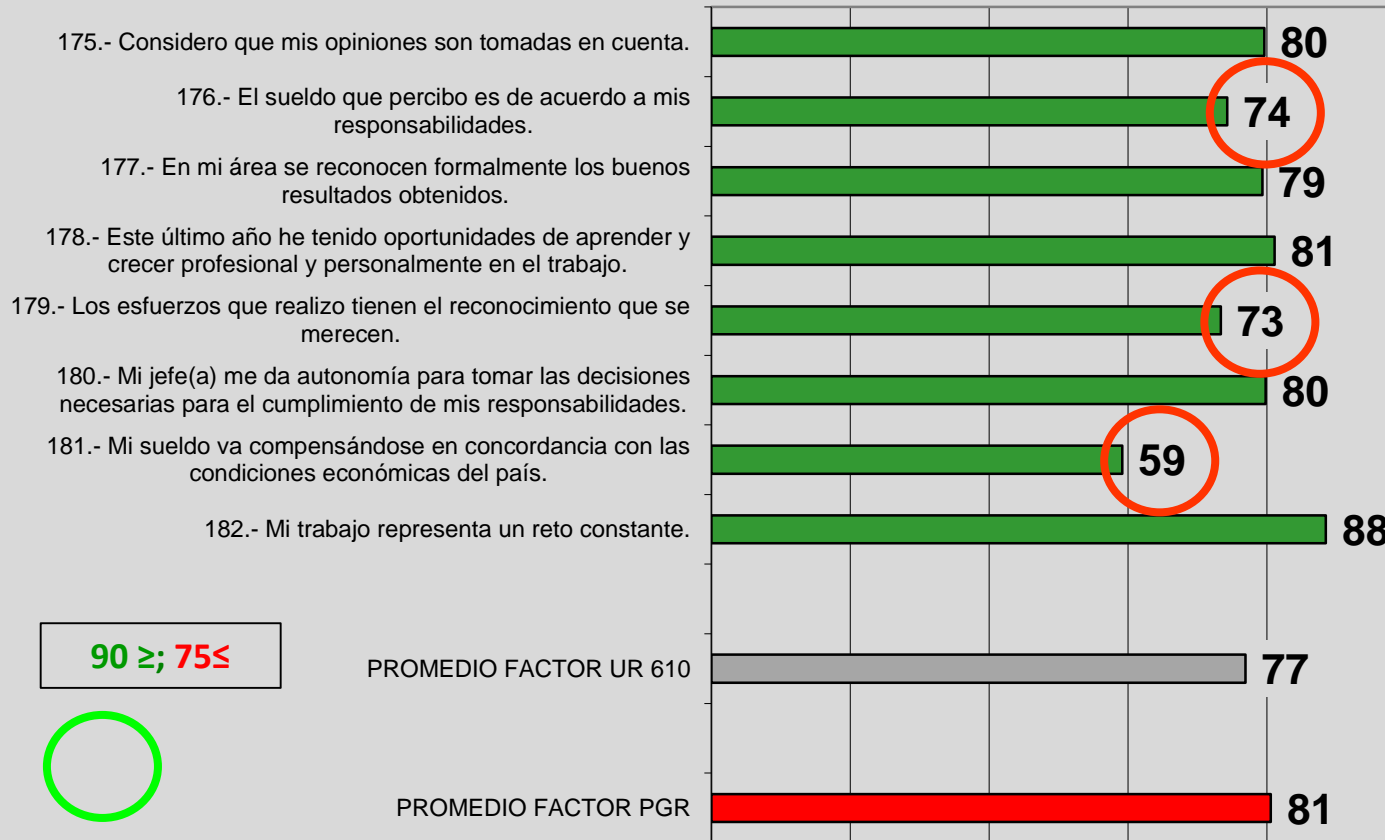 175.- Considero que mis opiniones son tomadas en cuenta.
80
176.- El sueldo que percibo es de acuerdo a mis
responsabilidades.
74
177.- En mi área se reconocen formalmente los buenos
resultados obtenidos.
79
178.- Este último año he tenido oportunidades de aprender y
crecer profesional y personalmente en el trabajo.
81
179.- Los esfuerzos que realizo tienen el reconocimiento que se
merecen.
73
180.- Mi jefe(a) me da autonomía para tomar las decisiones
necesarias para el cumplimiento de mis responsabilidades.
80
181.- Mi sueldo va compensándose en concordancia con las
condiciones económicas del país.
59
182.- Mi trabajo representa un reto constante.
88
90 ≥; 75≤
PROMEDIO FACTOR UR 610
77
PROMEDIO FACTOR PGR
81